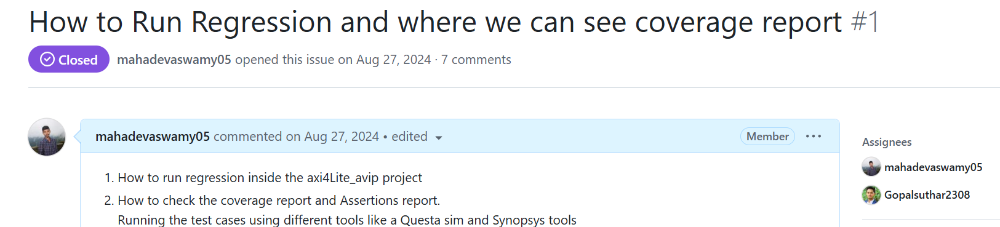 How to Run Regression and where we can see coverage report #1
Closed mahadevaswamy05 opened this issue on Aug 27, 2024 · 7 comments
mahadevaswamy05 commented on Aug 27, 2024 • edited Member
1. How to run regression inside the axi4Lite_avip project
2. How to check the coverage report and Assertions report.
Running the test cases using different tools like a Questa sim and Synopsys tools
Assignees
mahadevaswamy05
Gopalsuthar2308